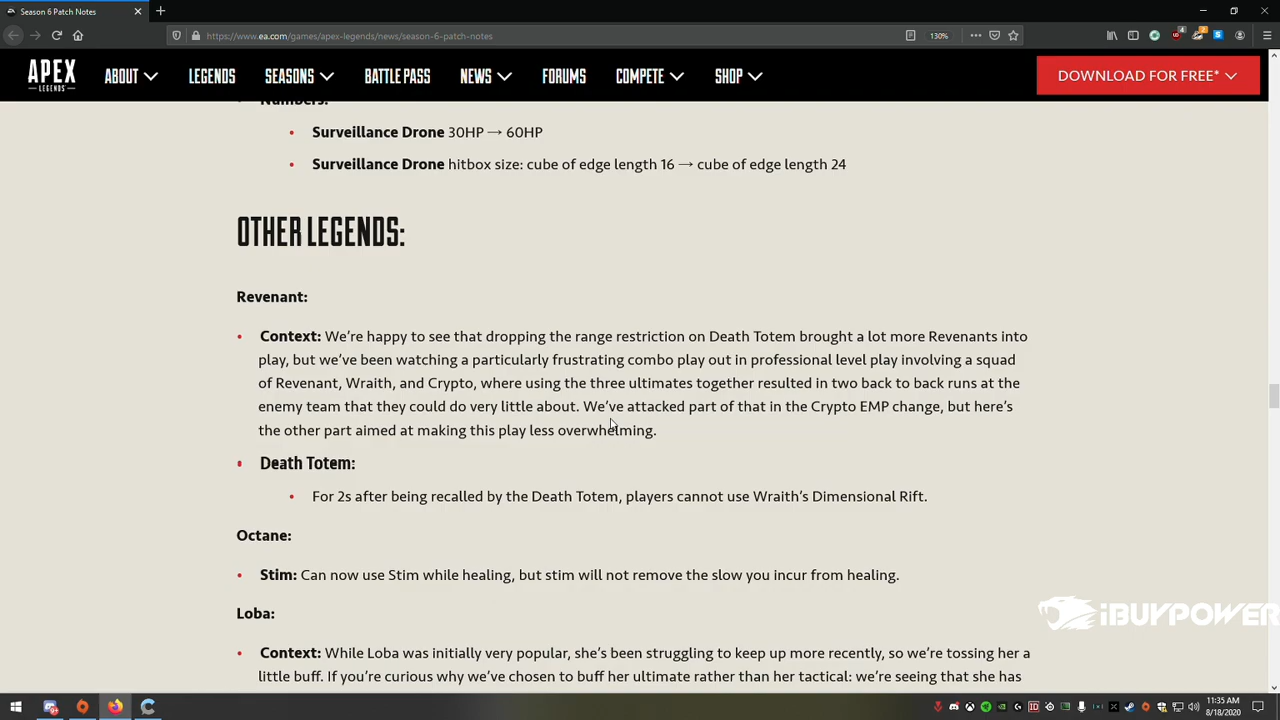 Season 6 Patch Notes
https://www.ea.com/games/apex-legends/news/season-6-patch-notes
130%
APEX
LEGENDS
ABOUT
LEGENDS
SEASONS
BATTLE PASS
NEWS
FORUMS
COMPETE
SHOP
DOWNLOAD FOR FREE*
Numbers:
Surveillance Drone 30HP → 60HP
Surveillance Drone hitbox size: cube of edge length 16 → cube of edge length 24
OTHER LEGENDS:
Revenant:
Context: We’re happy to see that dropping the range restriction on Death Totem brought a lot more Revenants into
play, but we’ve been watching a particularly frustrating combo play out in professional level play involving a squad
of Revenant, Wraith, and Crypto, where using the three ultimates together resulted in two back to back runs at the
enemy team that they could do very little about. We’ve attacked part of that in the Crypto EMP change, but here’s
the other part aimed at making this play less overwhelming.
Death Totem:
For 2s after being recalled by the Death Totem, players cannot use Wraith’s Dimensional Rift.
Octane:
Stim: Can now use Stim while healing, but stim will not remove the slow you incur from healing.
Loba:
Context: While Loba was initially very popular, she’s been struggling to keep up more recently, so we’re tossing her a
little buff. If you’re curious why we’ve chosen to buff her ultimate rather than her tactical: we’re seeing that she has
iBUYPOWER
11:35 AM
8/18/2020